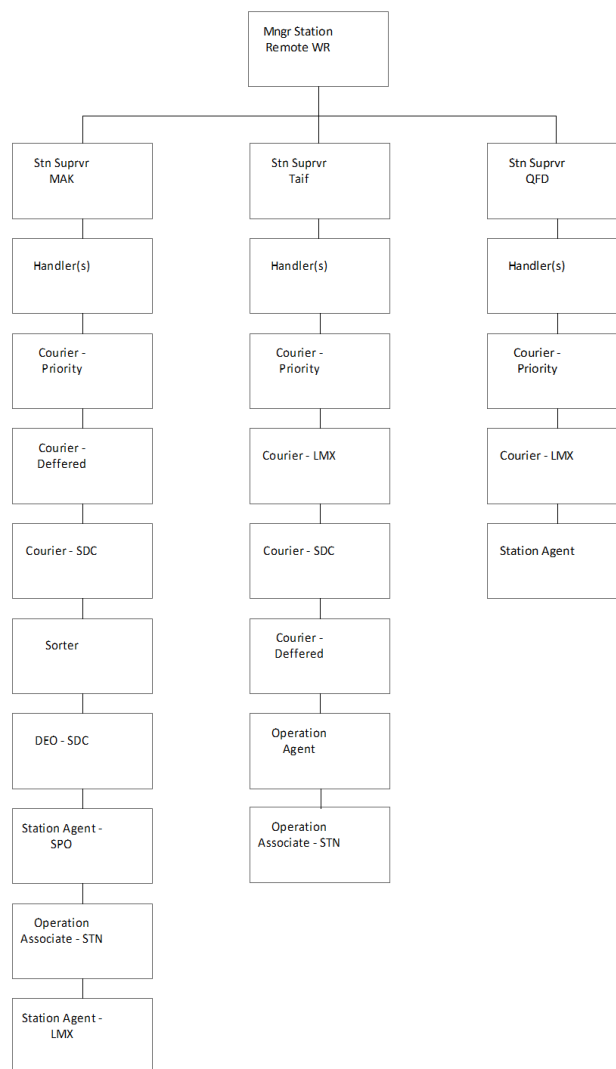 Mngr Station
Remote WR
Stn Suprvr
MAK
Stn Suprvr
Taif
Stn Suprvr
QFD
Handler(s)
Handler(s)
Handler(s)
Courier -
Priority
Courier -
Priority
Courier -
Priority
Courier -
Deffered
Courier - LMX
Courier - LMX
Courier - SDC
Courier - SDC
Station Agent
Sorter
Courier -
Deffered
DEO - SDC
Operation
Agent
Station Agent -
SPO
Operation
Associate - STN
Operation
Associate - STN
Station Agent -
LMX